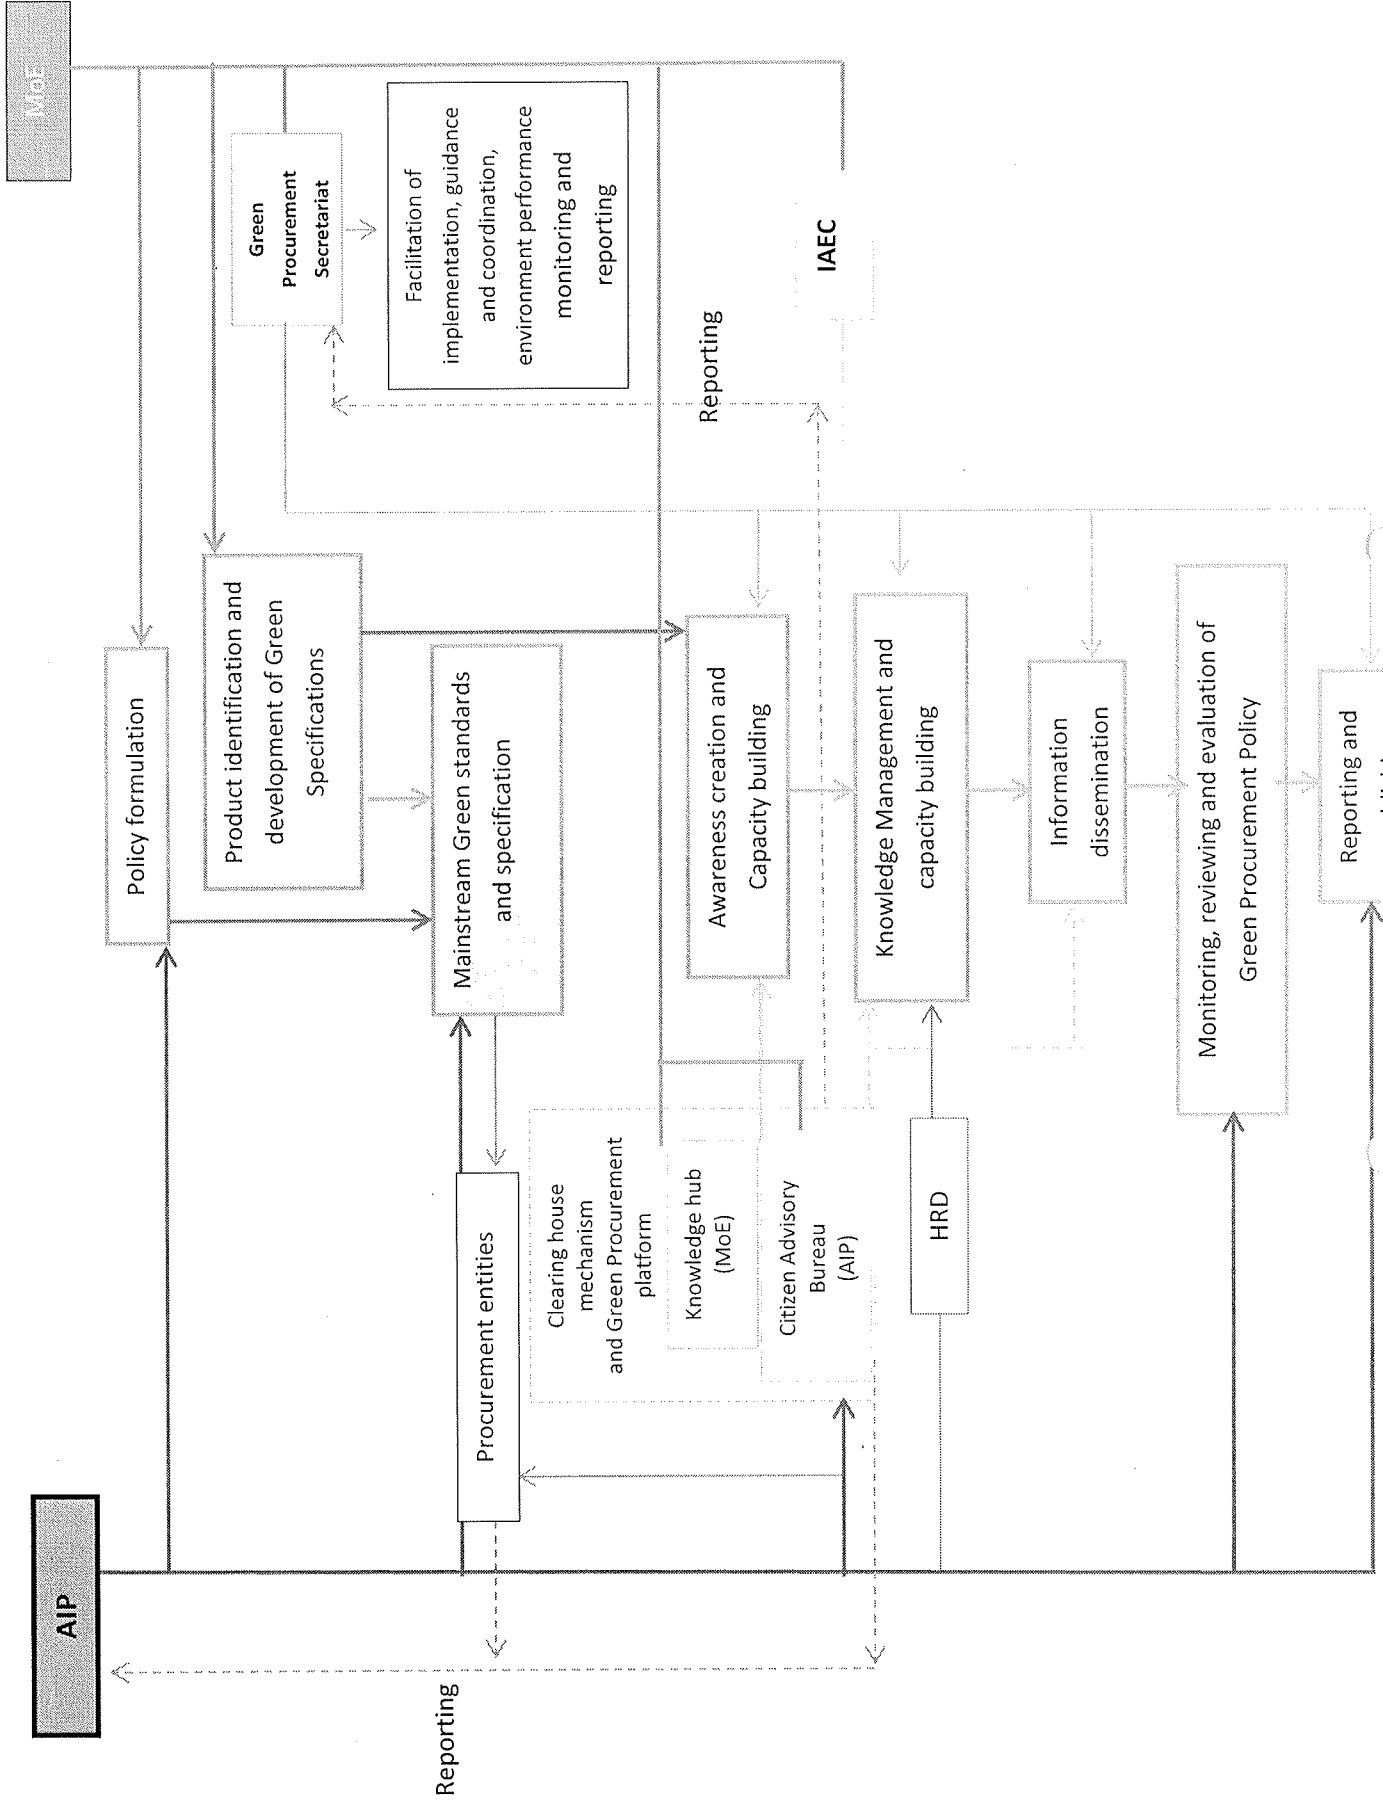 AIP
MoE
Policy formulation
Product identification and
development of Green
Specifications
Green
Procurement
Secretariat
Facilitation of
implementation, guidance
and coordination,
environment performance
monitoring and
reporting
Reporting
Mainstream Green standards
and specification
Procurement entities
Clearing house
mechanism
and Green Procurement
platform
Knowledge hub
(MoE)
Citizen Advisory
Bureau
(AIP)
Awareness creation and
Capacity building
Reporting
IAEC
HRD
Knowledge Management and
capacity building
Information
dissemination
Monitoring, reviewing and evaluation of
Green Procurement Policy
Reporting and